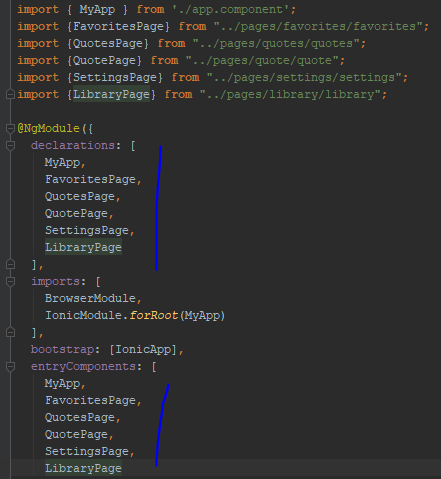 import { MyApp } from './app.component';
import {FavoritesPage} from "../pages/favorites/favorites";
import {QuotesPage} from "../pages/quotes/quotes";
import {QuotePage} from "../pages/quote/quote";
import {SettingsPage} from "../pages/settings/settings";
import {LibraryPage} from "../pages/library/library";

@NgModule({
  declarations: [
    MyApp,
    FavoritesPage,
    QuotesPage,
    QuotePage,
    SettingsPage,
    LibraryPage
  ],
  imports: [
    BrowserModule,
    IonicModule.forRoot(MyApp)
  ],
  bootstrap: [IonicApp],
  entryComponents: [
    MyApp,
    FavoritesPage,
    QuotesPage,
    QuotePage,
    SettingsPage,
    LibraryPage